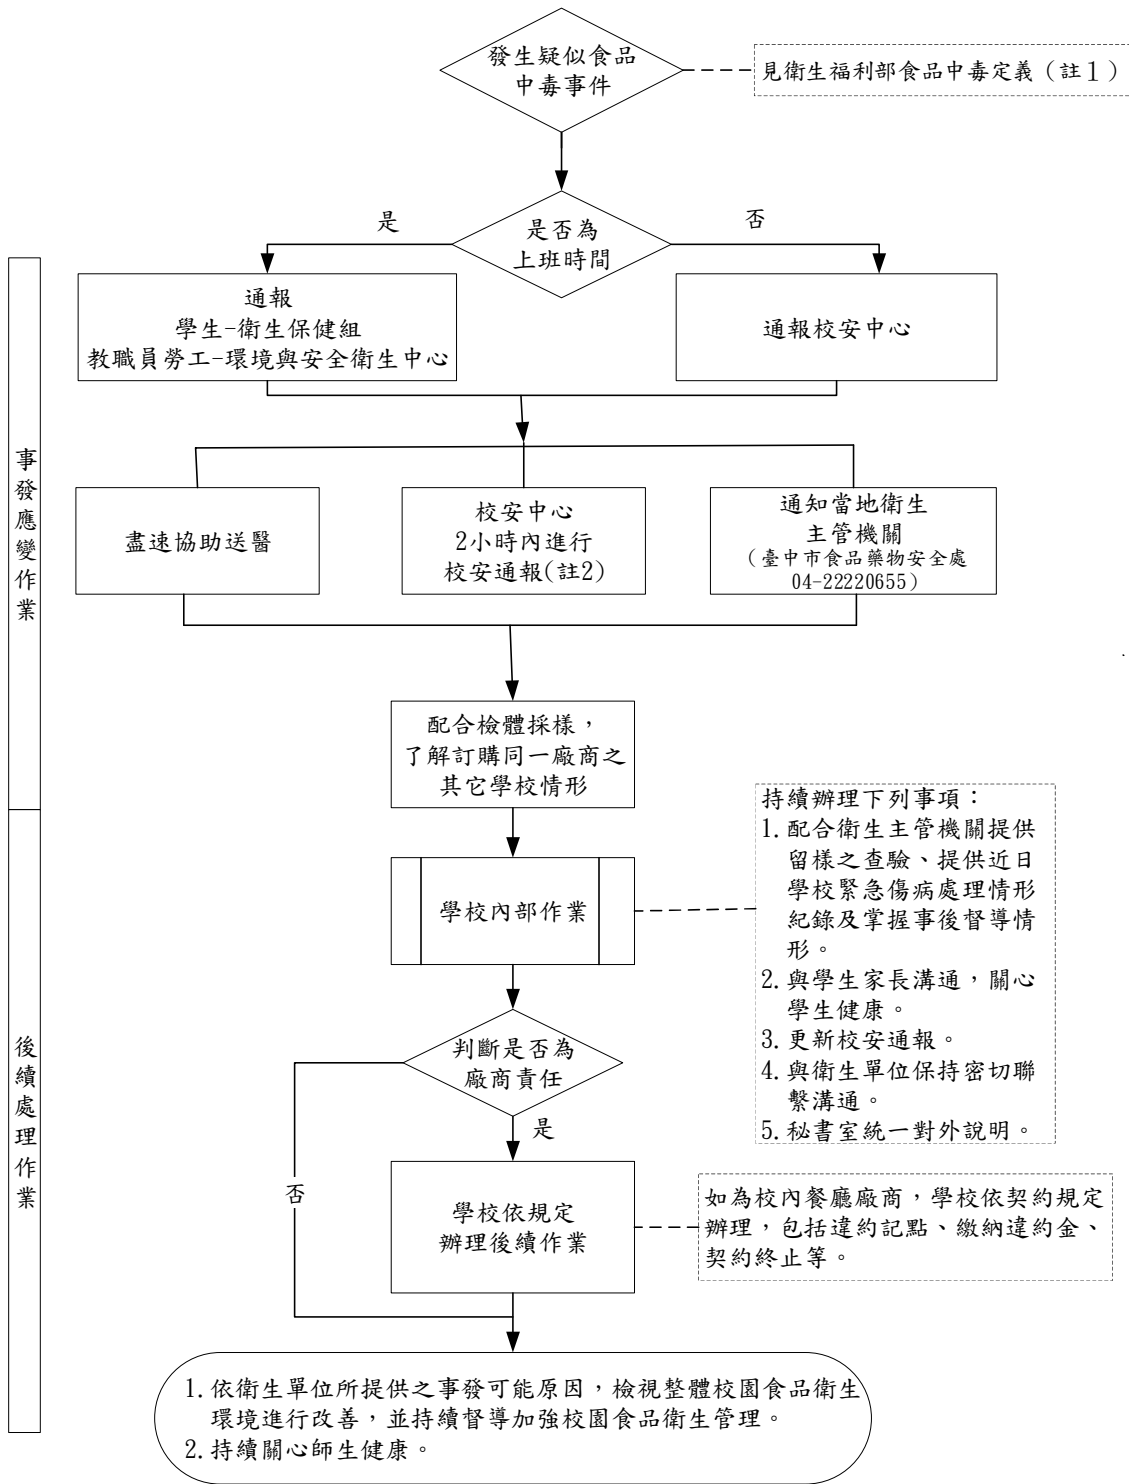 發生疑似食品
中毒事件
見衛生福利部食品中毒定義（註1）
是否為
上班時間
是
否
通報
學生-衛生保健組
教職員勞工-環境與安全衛生中心
通報校安中心
事發應變作業
盡速協助送醫
校安中心
2小時內進行
校安通報(註2)
通知當地衛生
主管機關
（臺中市食品藥物安全處
04-22220655）
配合檢體採樣，
了解訂購同一廠商之
其它學校情形
後續處理作業
學校內部作業
持續辦理下列事項：
1. 配合衛生主管機關提供
留樣之查驗、提供近日
學校緊急傷病處理情形
紀錄及掌握事後督導情
形。
2. 與學生家長溝通，關心
學生健康。
3. 更新校安通報。
4. 與衛生單位保持密切聯
繫溝通。
5. 秘書室統一對外說明。
判斷是否為
廠商責任
是
否
學校依規定
辦理後續作業
如為校內餐廳廠商，學校依契約規定
辦理，包括違約記點、繳納違約金、
契約終止等。
1. 依衛生單位所提供之事發可能原因，檢視整體校園食品衛生
環境進行改善，並持續督導加強校園食品衛生管理。
2. 持續關心師生健康。